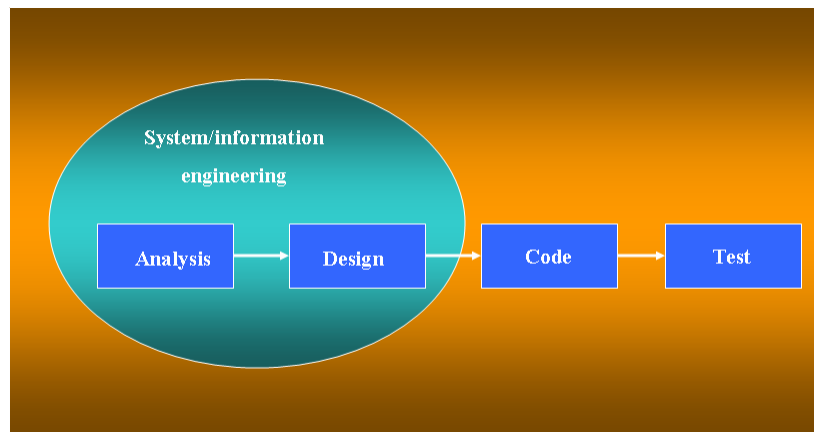 System/information
engineering
Analysis
Design
Code
Test